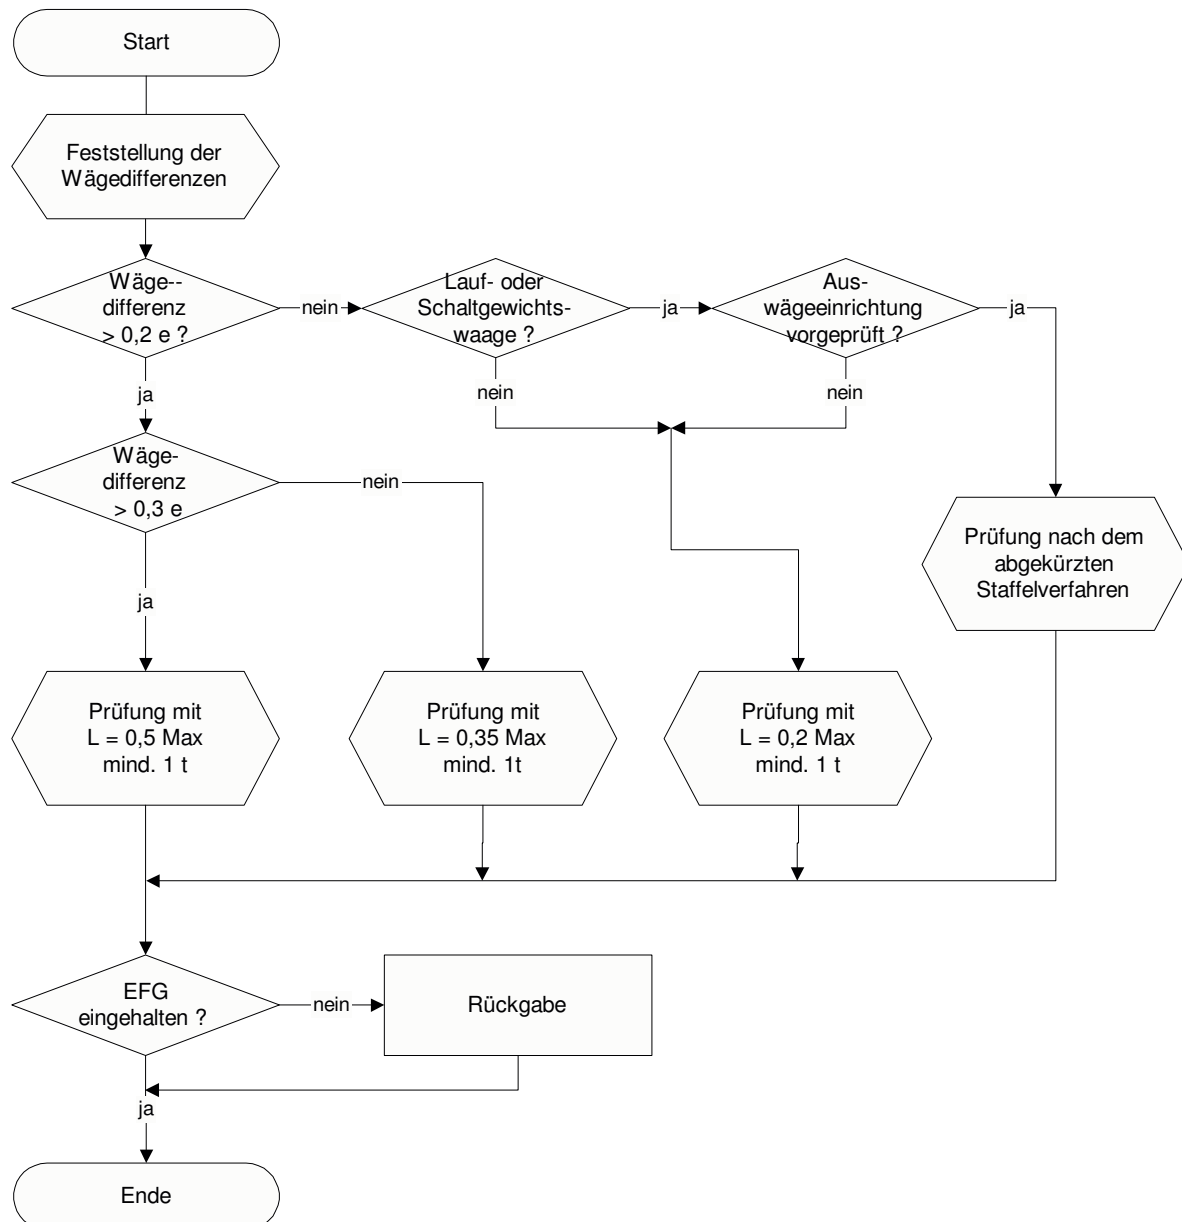 Start
Feststellung der
Wägedifferenzen
Wäge--
differenz
> 0,2 e ?
nein
Lauf- oder
Schaltgewichts-
waage ?
ja
Aus-
wägeeinrichtung
vorgeprüft ?
ja
ja
nein
nein
Wäge-
differenz
> 0,3 e
nein
ja
Prüfung nach dem
abgekürzten
Staffelverfahren
Prüfung mit
L = 0,5 Max
mind. 1 t
Prüfung mit
L = 0,35 Max
mind. 1t
Prüfung mit
L = 0,2 Max
mind. 1 t
EFG
eingehalten ?
nein
Rückgabe
ja
Ende